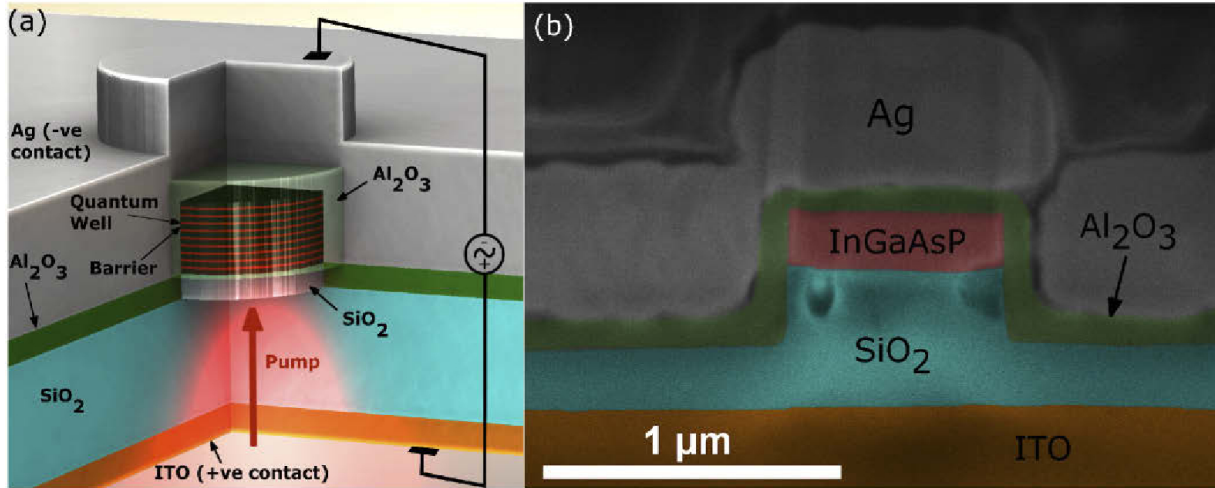 (a)
Ag (-ve
contact)
Al2O3
Quantum
Well
Barrier
Al2O3
SiO2
Pump
SiO2
ITO (+ve contact)
-
+
(b)
Ag
InGaAsP
Al2O3
SiO2
1 μm
ITO